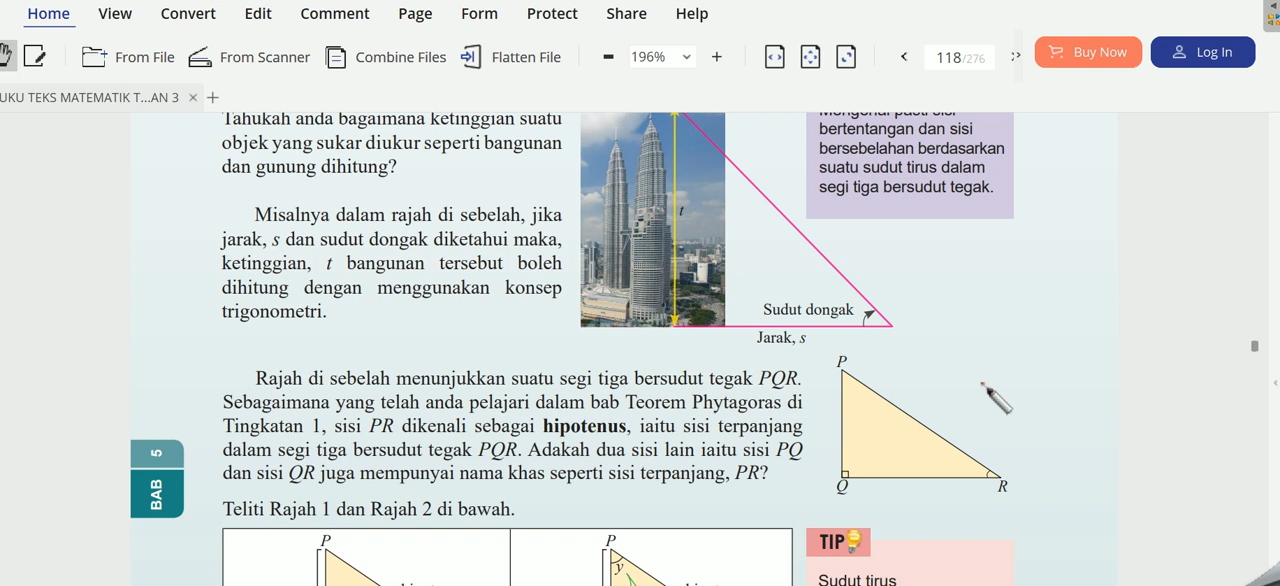 Home View Convert Edit Comment Page Form Protect Share Help
From File From Scanner Combine Files Flatten File 196% 118/276 Buy Now Log In
UKU TEKS MATEMATIK T...AN 3
Tahukah anda bagaimana ketinggian suatu
objek yang sukar diukur seperti bangunan
dan gunung dihitung?
Misalnya dalam rajah di sebelah, jika
jarak, s dan sudut dongak diketahui maka,
ketinggian, t bangunan tersebut boleh
dihitung dengan menggunakan konsep
trigonometri.
t
Sudut dongak
Jarak, s
Mengenal pasti sisi
bertentangan dan sisi
bersebelahan berdasarkan
suatu sudut tirus dalam
segi tiga bersudut tegak.
Rajah di sebelah menunjukkan suatu segi tiga bersudut tegak PQR.
Sebagaimana yang telah anda pelajari dalam bab Teorem Phytagoras di
Tingkatan 1, sisi PR dikenali sebagai hipotenus, iaitu sisi terpanjang
dalam segi tiga bersudut tegak PQR. Adakah dua sisi lain iaitu sisi PQ
dan sisi QR juga mempunyai nama khas seperti sisi terpanjang, PR?
P
Q
R
BAB 5
Teliti Rajah 1 dan Rajah 2 di bawah.
P
P
y
TIP
Sudut tirus